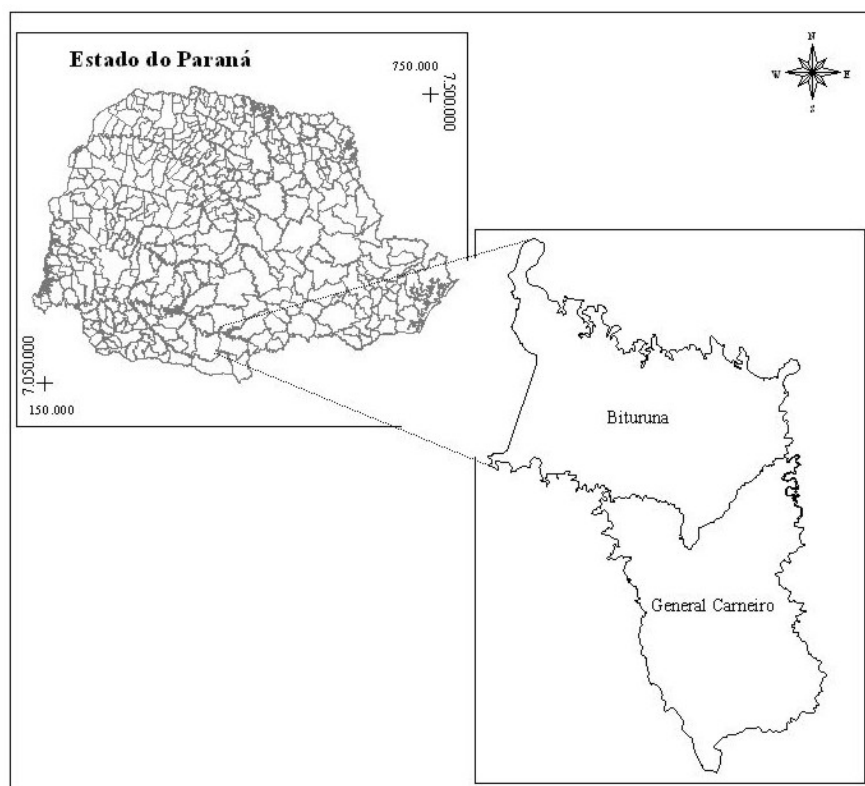 Estado do Paraná
750.000
7.500.000
N
W
E
S
7.050.000
150.000
Bituruna
General Carneiro